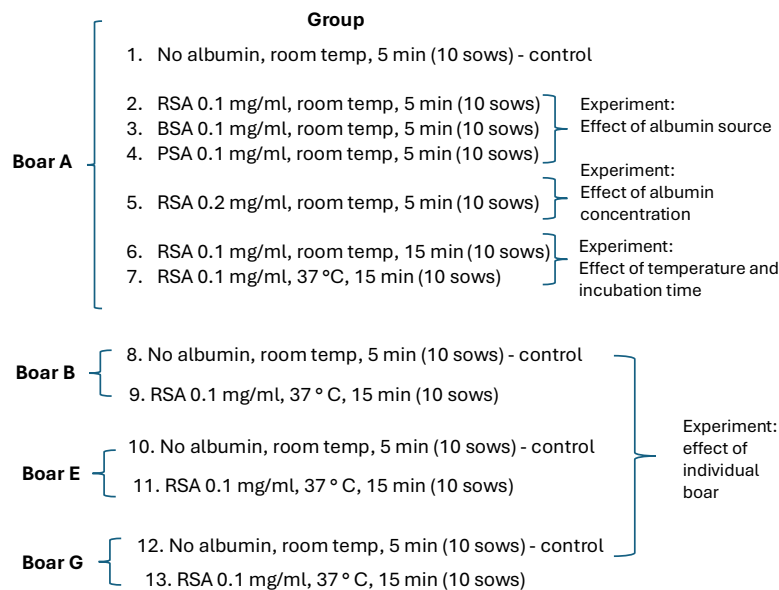 Group
1. No albumin, room temp, 5 min (10 sows) - control
2. RSA 0.1 mg/ml, room temp, 5 min (10 sows)
3. BSA 0.1 mg/ml, room temp, 5 min (10 sows)
4. PSA 0.1 mg/ml, room temp, 5 min (10 sows)
Experiment:
Effect of albumin source
Boar A
5. RSA 0.2 mg/ml, room temp, 5 min (10 sows)
Experiment:
Effect of albumin
concentration
6. RSA 0.1 mg/ml, room temp, 15 min (10 sows)
7. RSA 0.1 mg/ml, 37 °C, 15 min (10 sows)
Experiment:
Effect of temperature and
incubation time
Boar B
8. No albumin, room temp, 5 min (10 sows) - control
9. RSA 0.1 mg/ml, 37 ° C, 15 min (10 sows)
Boar E
10. No albumin, room temp, 5 min (10 sows) - control
11. RSA 0.1 mg/ml, 37 ° C, 15 min (10 sows)
Boar G
12. No albumin, room temp, 5 min (10 sows) - control
13. RSA 0.1 mg/ml, 37 ° C, 15 min (10 sows)
Experiment:
effect of
individual
boar